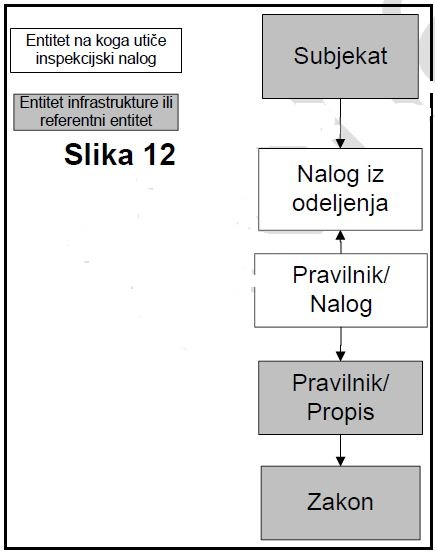 Entitet na koga utiče
inspekcijski nalog
Entitet infrastrukture ili
referentni entitet
Slika 12
Subjekat
Nalog iz
odeljenja
Pravilnik/
Nalog
Pravilnik/
Propis
Zakon